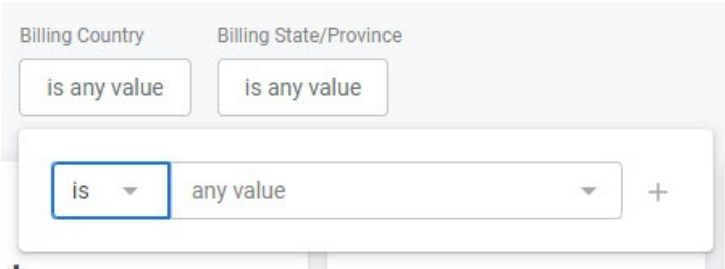 Billing Country Billing State/Province
is any value is any value
is any value +